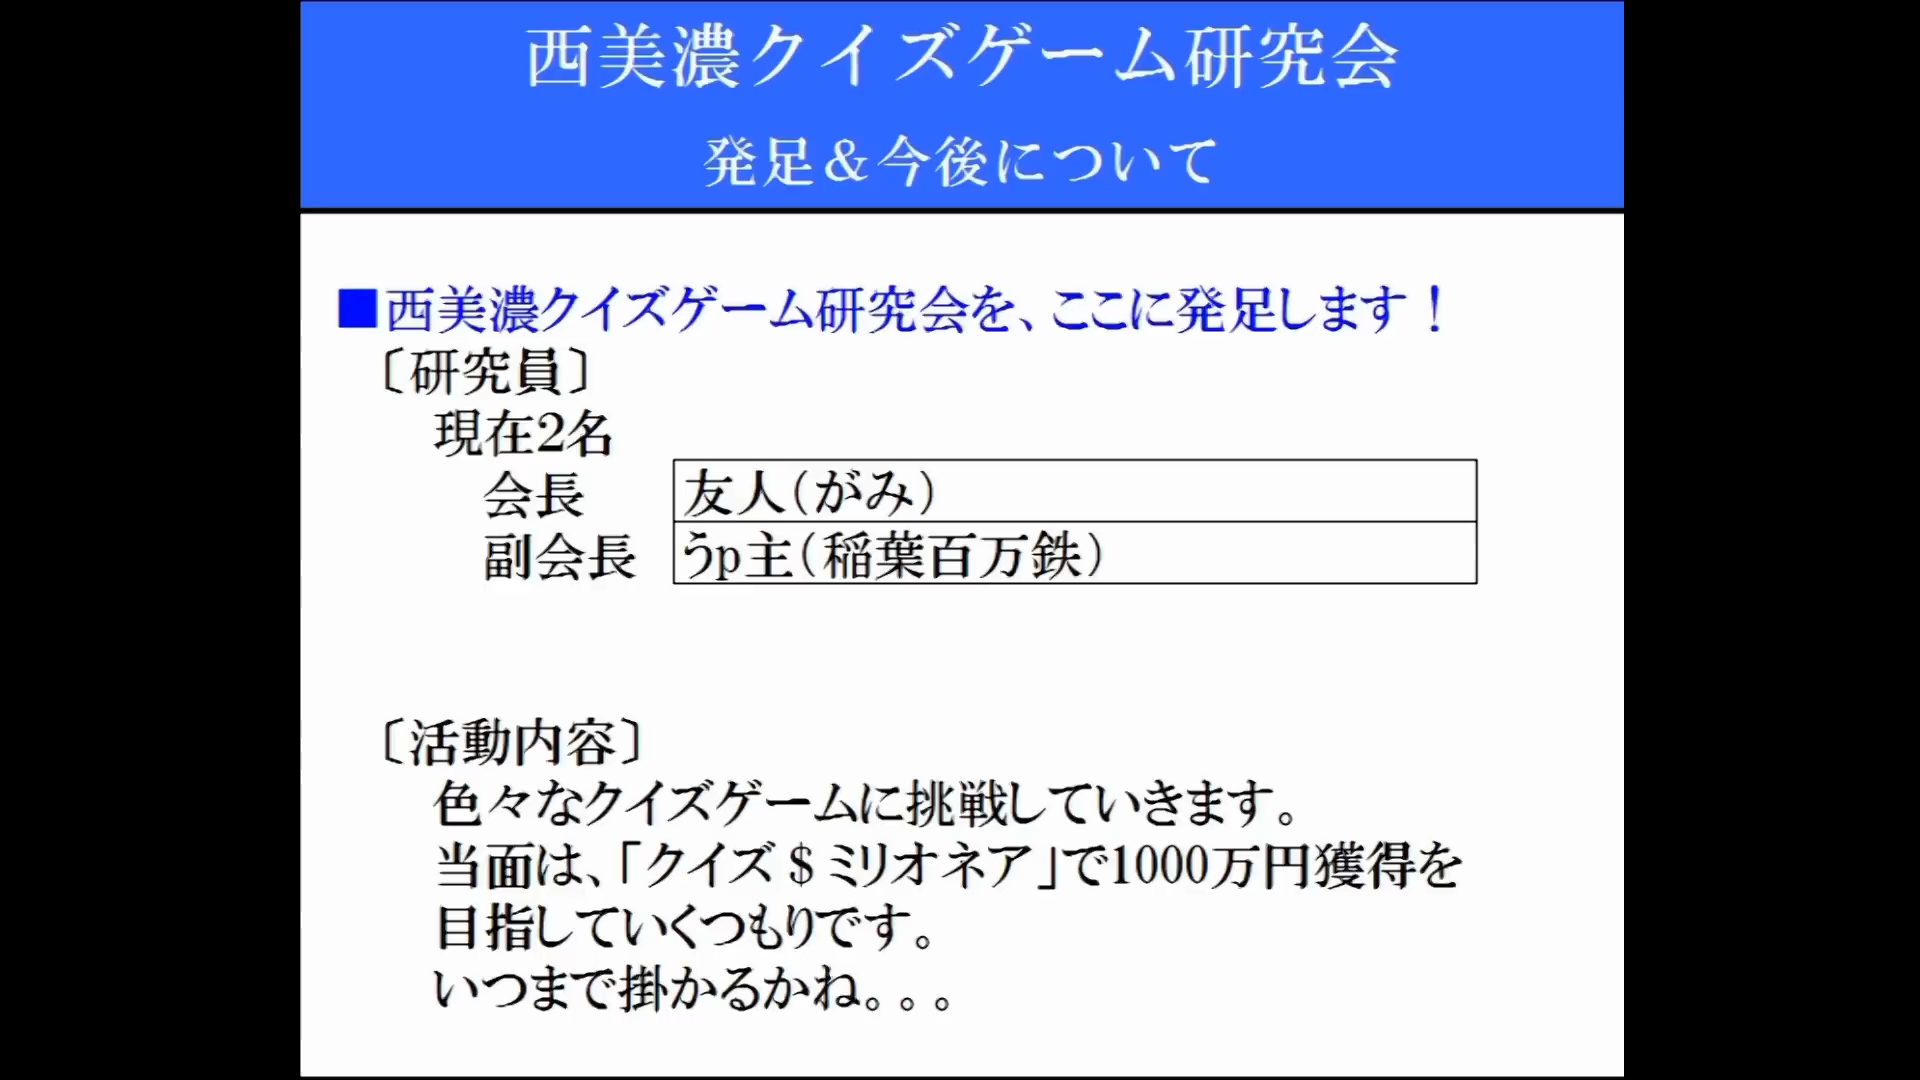 西美濃クイズゲーム研究会
発足＆今後について
■西美濃クイズゲーム研究会を、ここに発足します！
〔研究員〕
現在2名
会長 友人（がみ）
副会長 うp主（稲葉百万鉄）
〔活動内容〕
色々なクイズゲームに挑戦していきます。
当面は、「クイズ＄ミリオネア」で1000万円獲得を
目指していくつもりです。
いつまで掛かるかね。。。